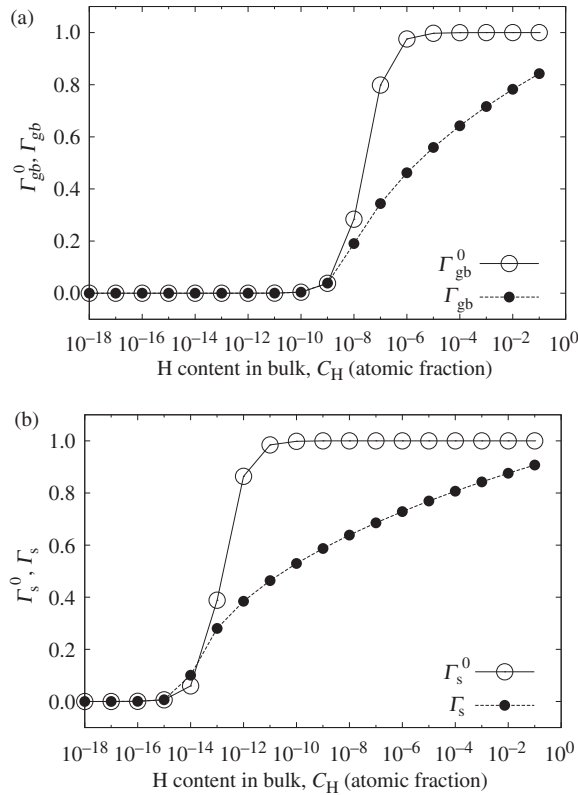 (a)
1.0
0.8
0.6
0.4
0.2
0.0
Γ⁰gb, Γgb
Γ⁰gb
Γgb
10⁻¹⁸ 10⁻¹⁶ 10⁻¹⁴ 10⁻¹² 10⁻¹⁰ 10⁻⁸ 10⁻⁶ 10⁻⁴ 10⁻² 10⁰
H content in bulk, C_H (atomic fraction)
(b)
1.0
0.8
0.6
0.4
0.2
0.0
Γs⁰, Γs
Γs⁰
Γs
10⁻¹⁸ 10⁻¹⁶ 10⁻¹⁴ 10⁻¹² 10⁻¹⁰ 10⁻⁸ 10⁻⁶ 10⁻⁴ 10⁻² 10⁰
H content in bulk, C_H (atomic fraction)